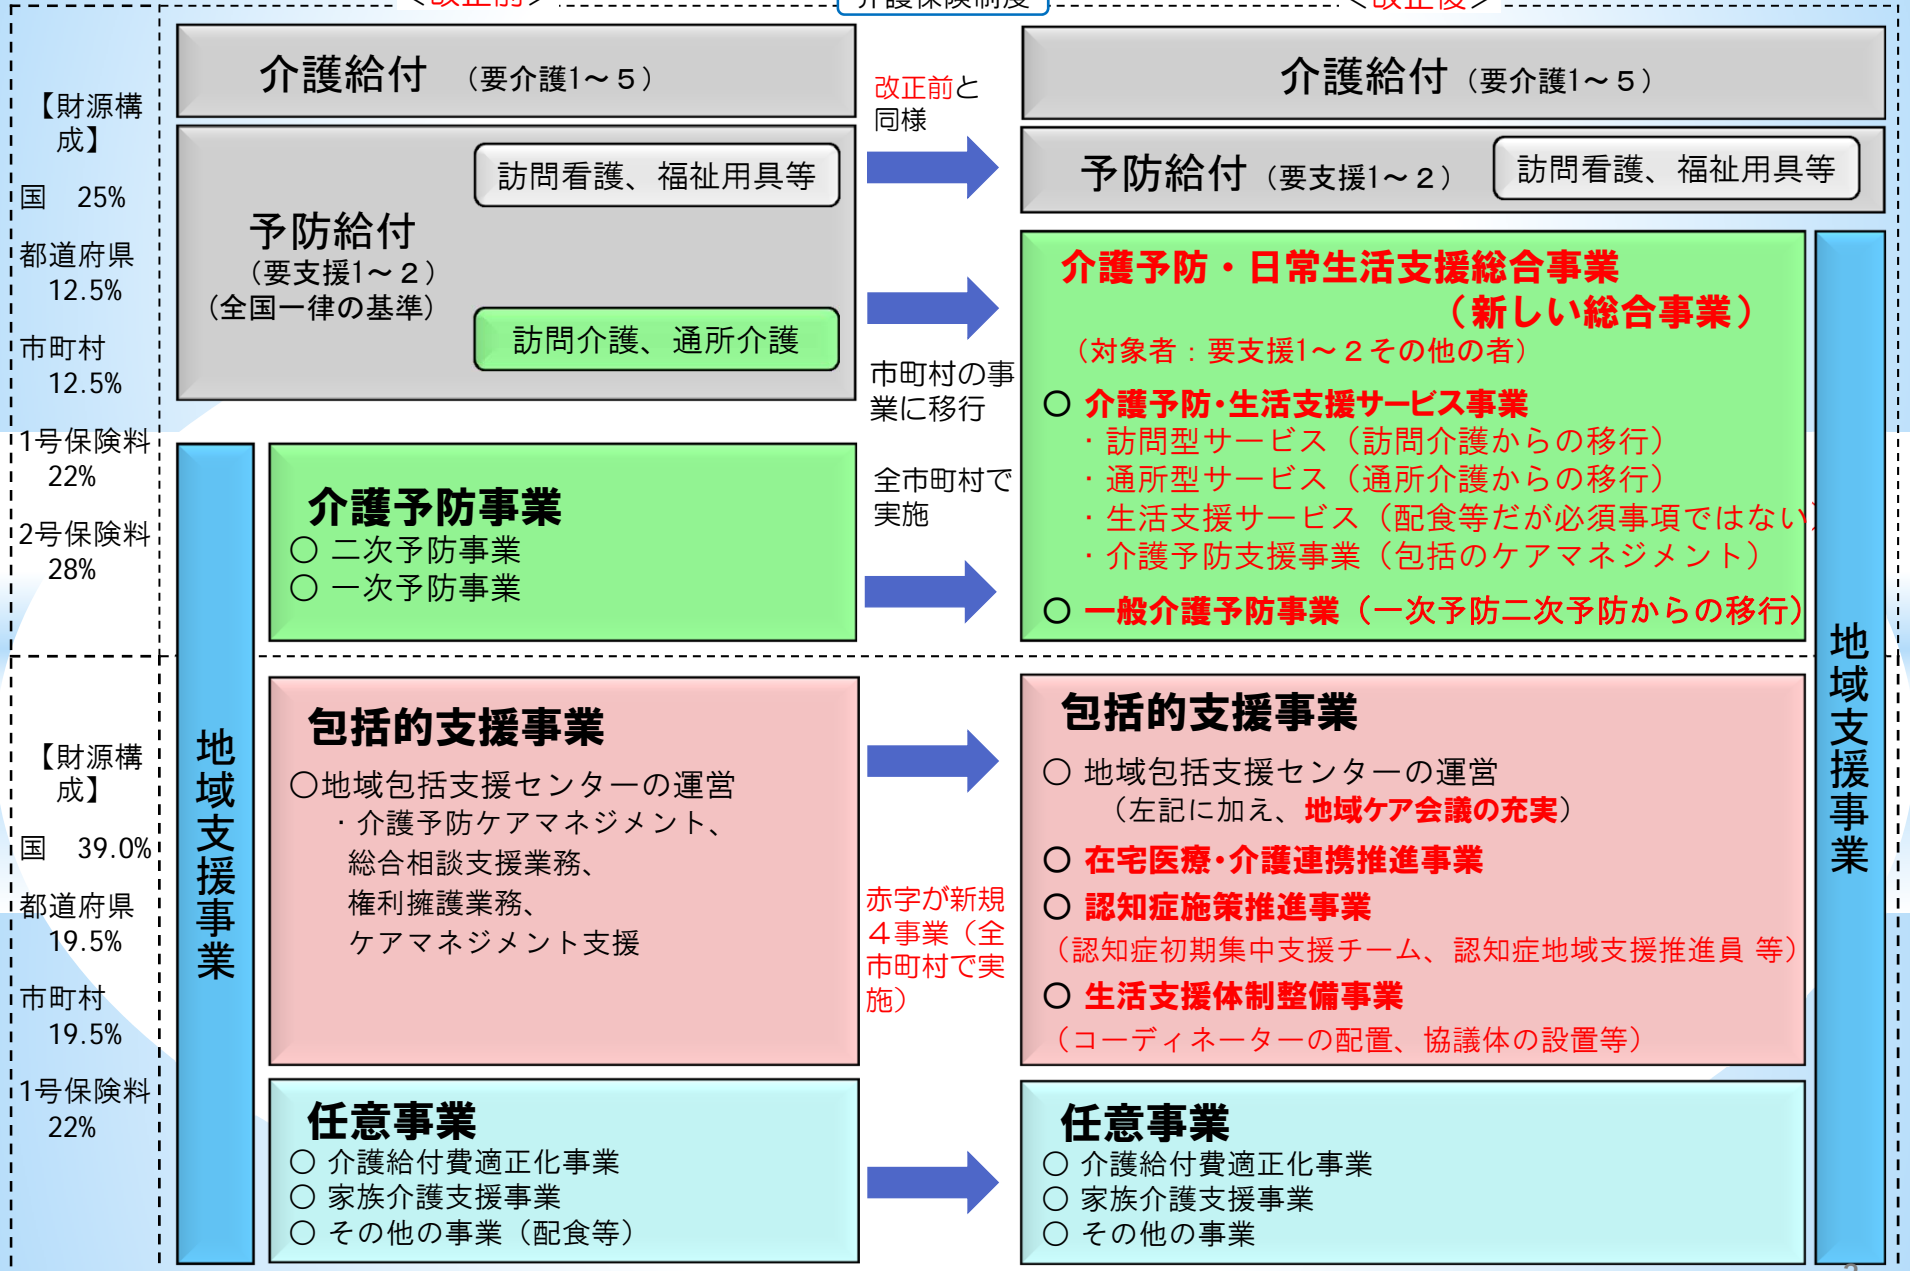 <改正前>
介護保険制度
<改正後>
【財源構
成】
国 25%
都道府県
12.5%
市町村
12.5%
1号保険料
22%
2号保険料
28%
介護給付 （要介護1～５）
予防給付
（要支援1～２）
（全国一律の基準）
訪問看護、福祉用具等
訪問介護、通所介護
改正前と
同様
市町村の事
業に移行
全市町村で
実施
介護給付（要介護1～５）
予防給付（要支援1～２）
訪問看護、福祉用具等
介護予防・日常生活支援総合事業
（新しい総合事業）
（対象者：要支援1～２その他の者）
○ 介護予防・生活支援サービス事業
・訪問型サービス（訪問介護からの移行）
・通所型サービス（通所介護からの移行）
・生活支援サービス（配食等だが必須事項ではない）
・介護予防支援事業（包括のケアマネジメント）
○ 一般介護予防事業（一次予防二次予防からの移行）
介護予防事業
○ 二次予防事業
○ 一次予防事業
【財源構
成】
国 39.0%
都道府県
19.5%
市町村
19.5%
1号保険料
22%
地域支援事業
包括的支援事業
○地域包括支援センターの運営
・介護予防ケアマネジメント、
総合相談支援業務、
権利擁護業務、
ケアマネジメント支援
赤字が新規
４事業（全
市町村で実
施）
包括的支援事業
○ 地域包括支援センターの運営
（左記に加え、地域ケア会議の充実）
○ 在宅医療・介護連携推進事業
○ 認知症施策推進事業
（認知症初期集中支援チーム、認知症地域支援推進員 等）
○ 生活支援体制整備事業
（コーディネーターの配置、協議体の設置等）
地域支援事業
任意事業
○ 介護給付費適正化事業
○ 家族介護支援事業
○ その他の事業（配食等）
任意事業
○ 介護給付費適正化事業
○ 家族介護支援事業
○ その他の事業